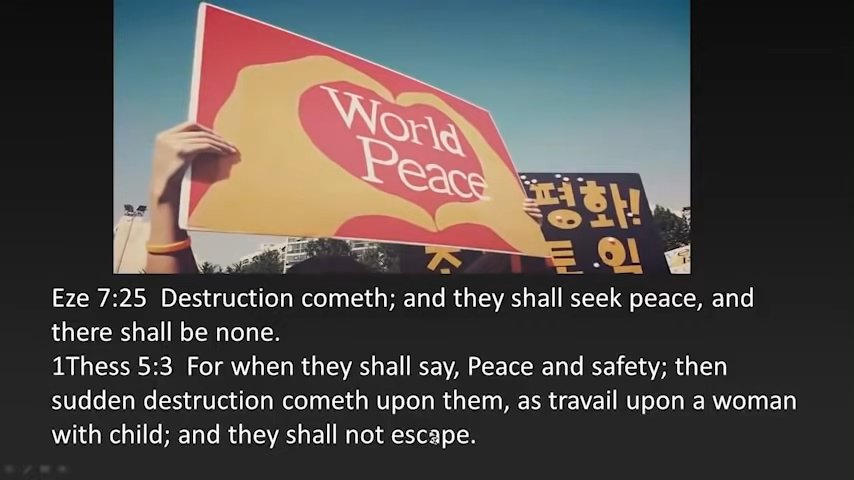 World
Peace
평화!
통일
Eze 7:25  Destruction cometh; and they shall seek peace, and
there shall be none.
1Thess 5:3  For when they shall say, Peace and safety; then
sudden destruction cometh upon them, as travail upon a woman
with child; and they shall not escape.